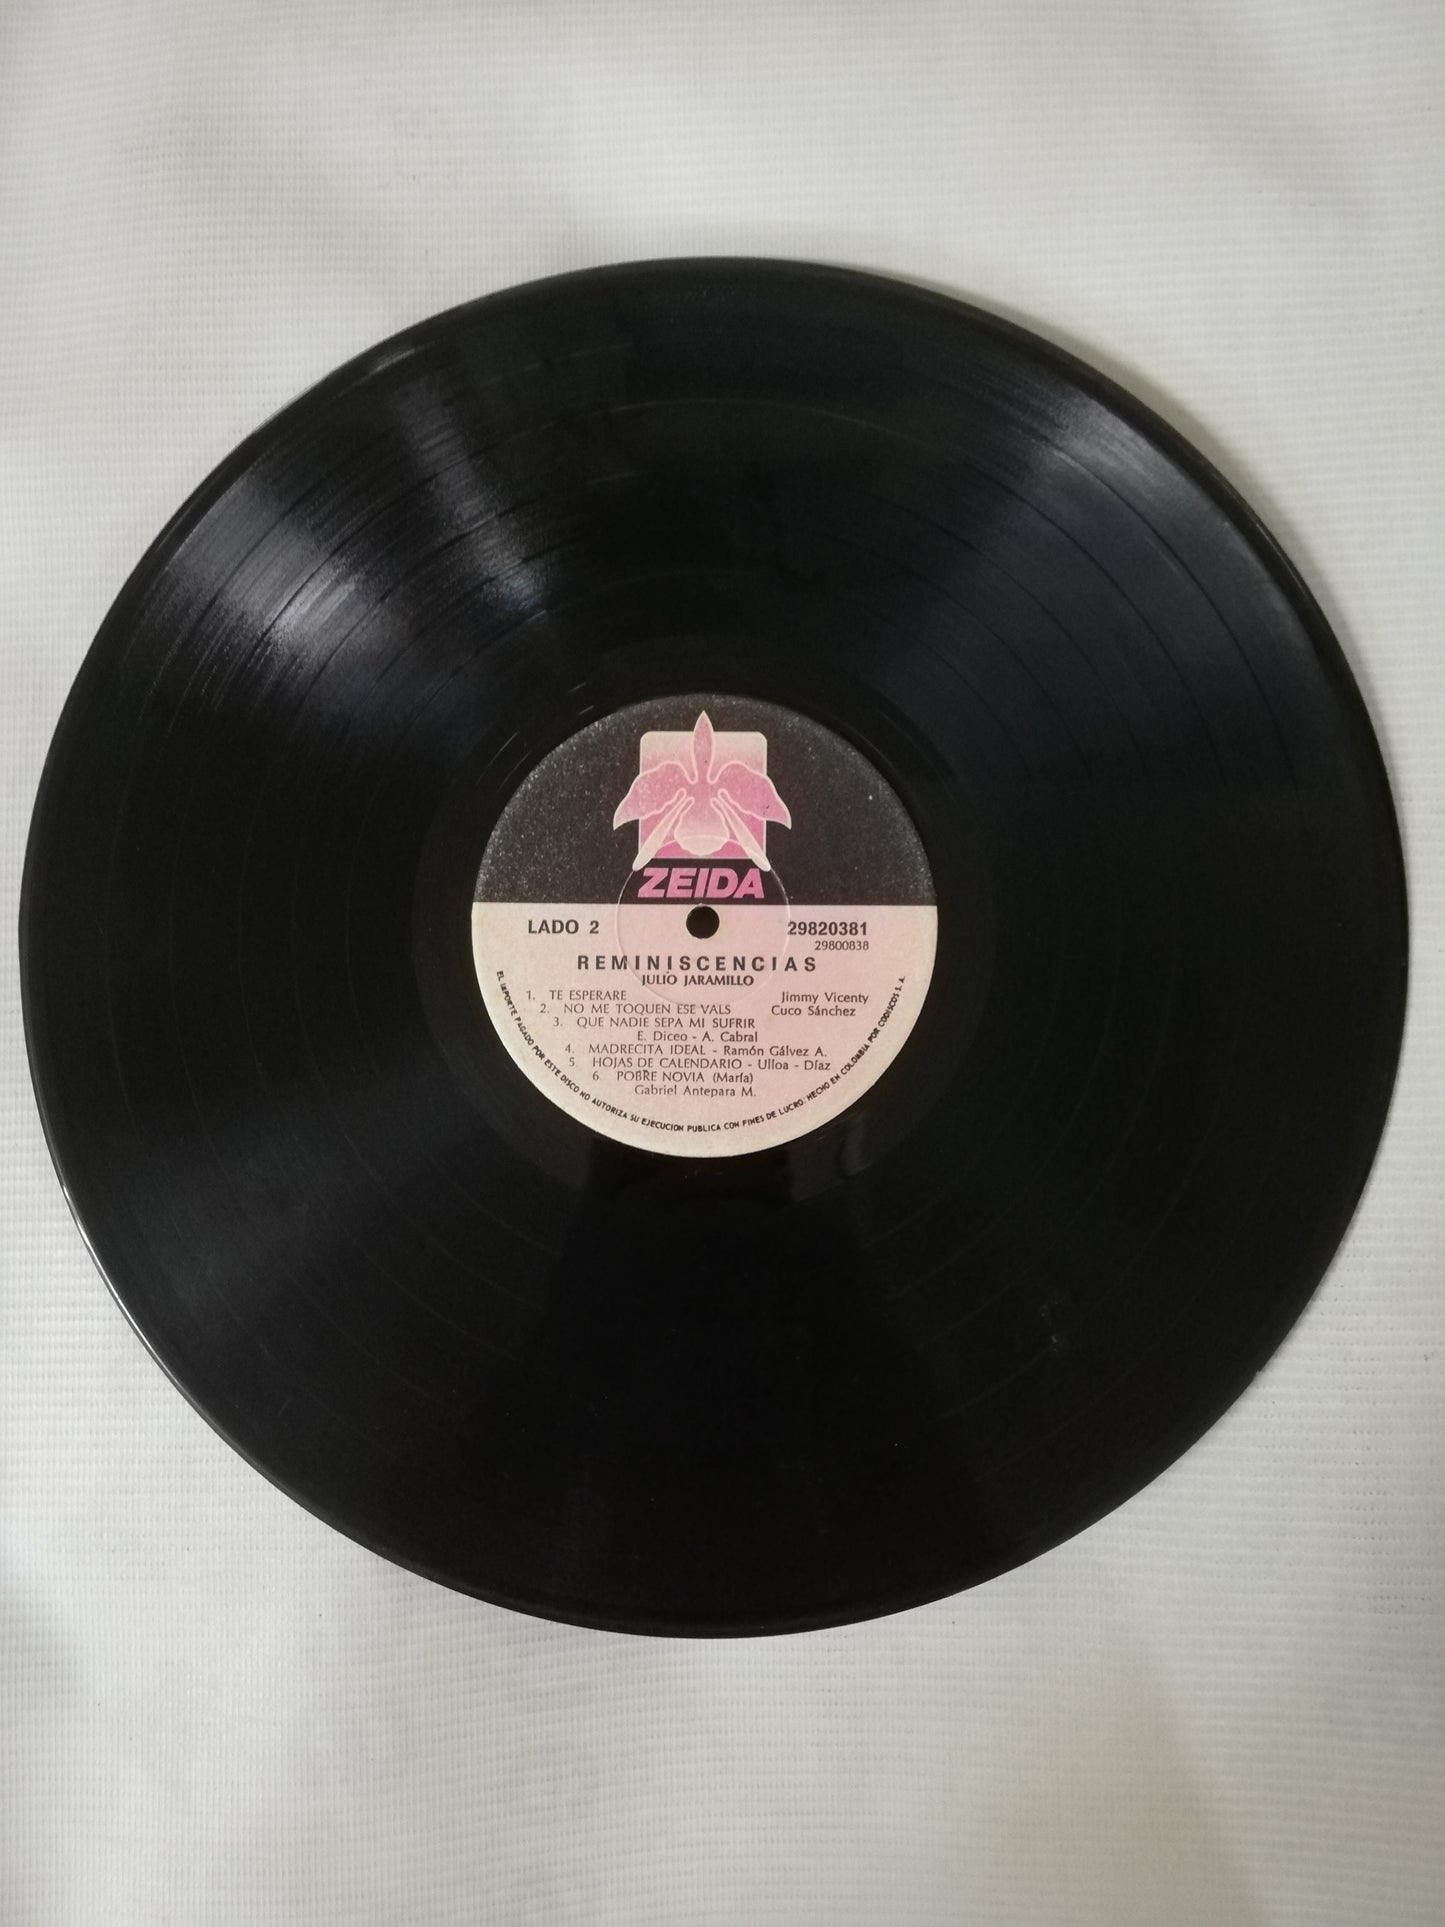 ZEIDA
LADO 2 29820381
29800838
REMINISCENCIAS
JULIO JARAMILLO
1. TE ESPERARE Jimmy Vicenty
2. NO ME TOQUEN ESE VALS Cuco Sánchez
3. QUE NADIE SEPA MI SUFRIR
E. Diceo - A. Cabral
4. MADRECITA IDEAL - Ramón Gálvez A.
5. HOJAS DE CALENDARIO - Ulloa - Díaz
6 POBRE NOVIA (María)
Gabriel Antepara M.
EL IMPORTE PAGADO POR ESTE DISCO NO AUTORIZA SU EJECUCION PUBLICA CON FINES DE LUCRO. HECHO EN COLOMBIA POR CODISCOS S. A.